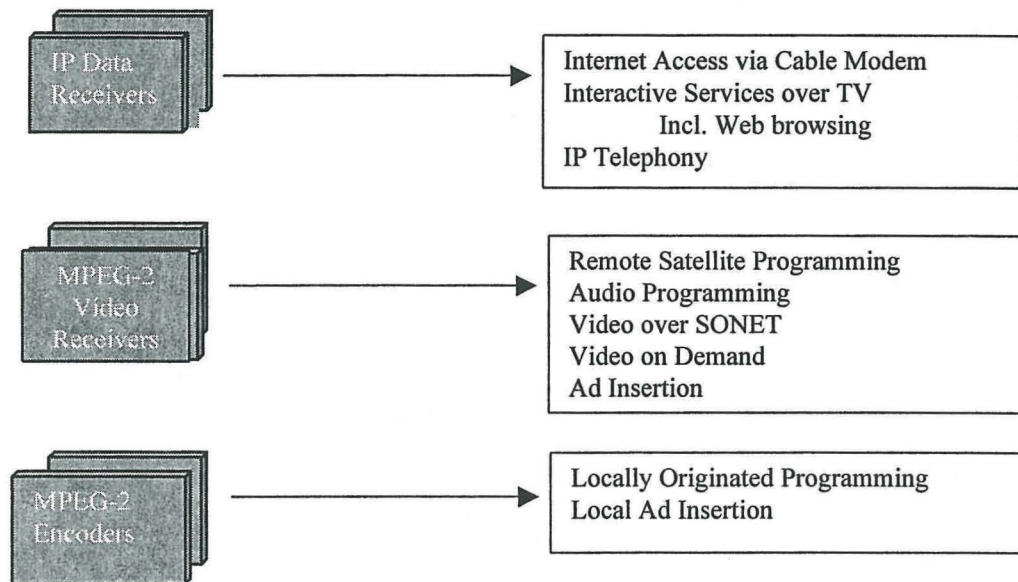 IP Data
Receivers
Internet Access via Cable Modem
Interactive Services over TV
Incl. Web browsing
IP Telephony
MPEG-2
Video
Receivers
Remote Satellite Programming
Audio Programming
Video over SONET
Video on Demand
Ad Insertion
MPEG-2
Encoders
Locally Originated Programming
Local Ad Insertion